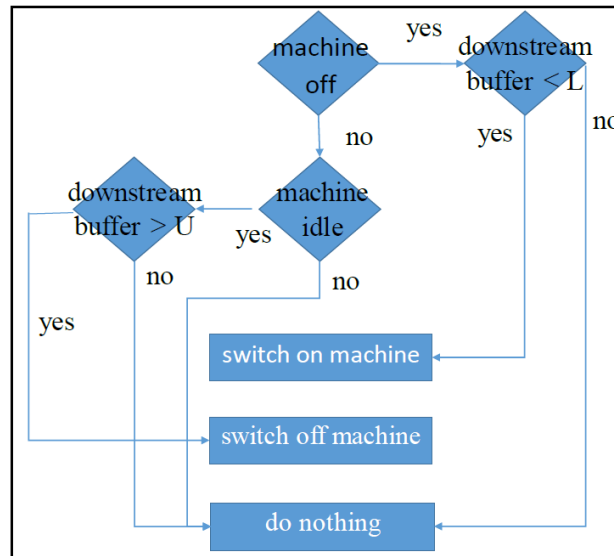 machine
off
yes
downstream
buffer < L
no
yes
no
downstream
buffer > U
yes
machine
idle
no
no
yes
switch on machine
switch off machine
do nothing